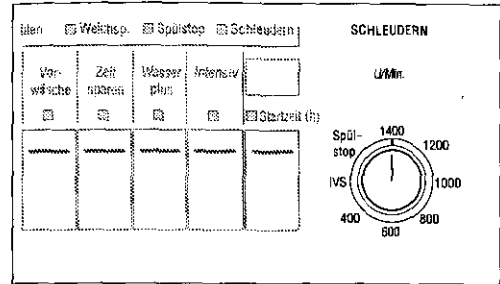 Weichsp. Spülstop Schleudern
SCHLEUDERN
U/Min.
Vor-
wäsche
Zeit
sparen
Wasser
plus
Intensiv
Startzeit (h)
Spül-
stop
1400
1200
IVS
1000
400
800
600